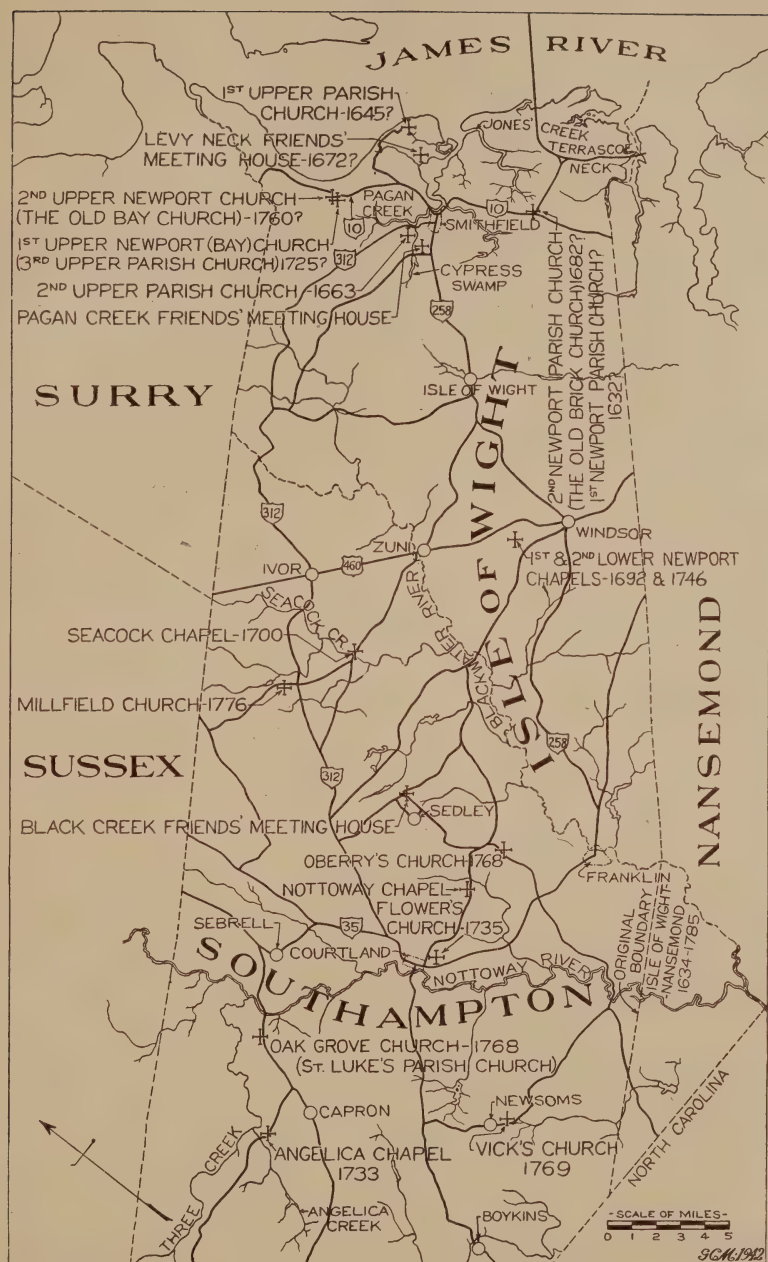 JAMES RIVER
1ST UPPER PARISH
CHURCH-1645?
LEVY NECK FRIENDS'
MEETING HOUSE-1672?
JONES'
CREEK
TERRASCOE
NECK
2ND UPPER NEWPORT CHURCH
(THE OLD BAY CHURCH)-1760?
PAGAN
CREEK
10
10
SMITHFIELD
1ST UPPER NEWPORT (BAY) CHURCH
(3RD UPPER PARISH CHURCH) 1725?
312
CYPRESS
SWAMP
2ND UPPER PARISH CHURCH-1663
PAGAN CREEK FRIENDS' MEETING HOUSE
258
2ND NEWPORT (PARISH CHURCH-
(THE OLD BRICK CHURCH) 1682?
1ST NEWPORT PARISH CHURCH?
1632?
SURRY
ISLE OF WIGHT
ISLE OF WIGHT
312
WINDSOR
ZUNI
IVOR
460
1ST & 2ND LOWER NEWPORT
CHAPELS-1692 & 1746
SEACOCK CR.
BLACKWATER RIVER
SEACOCK CHAPEL-1700
MILLFIELD CHURCH-1776
NANSEMOND
SUSSEX
258
312
SEDLEY
BLACK CREEK FRIENDS' MEETING HOUSE
OBERRY'S CHURCH 1768
FRANKLIN
NOTTOWAY CHAPEL
FLOWER'S
CHURCH-1735
SEBRELL
35
COURTLAND
NOTTOWAY RIVER
ORIGINAL
BOUNDARY
ISLE OF WIGHT-
NANSEMOND
1634-1785
SOUTHAMPTON
OAK GROVE CHURCH-1768
(ST. LUKE'S PARISH CHURCH)
NEWSOMS
CAPRON
NORTH CAROLINA
ANGELICA CHAPEL
1733
VICK'S CHURCH
1769
THREE CREEK
ANGELICA
CREEK
BOYKINS
-SCALE OF MILES-
0 1 2 3 4 5
GCM-1942